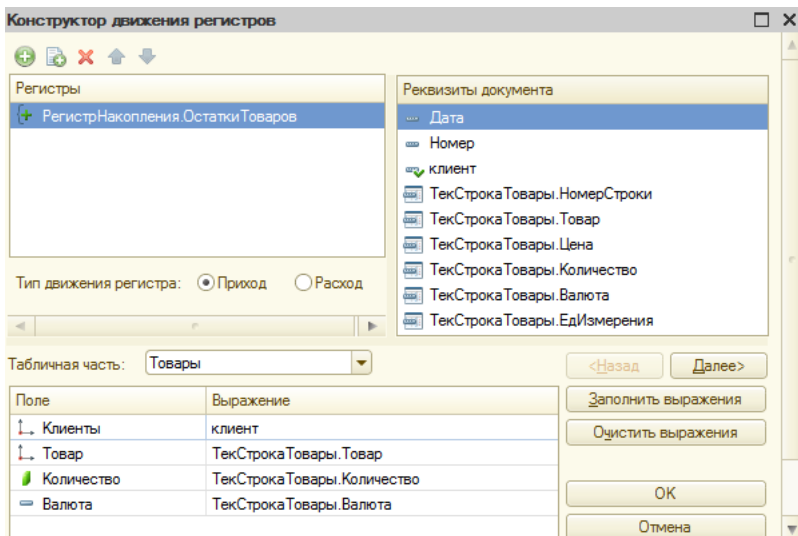 Конструктор движения регистров
Регистры
РегистрНакопления.ОстаткиТоваров
Тип движения регистра: Приход Расход
Реквизиты документа
Дата
Номер
клиент
ТекСтрокаТовары.НомерСтроки
ТекСтрокаТовары.Товар
ТекСтрокаТовары.Цена
ТекСтрокаТовары.Количество
ТекСтрокаТовары.Валюта
ТекСтрокаТовары.ЕдИзмерения
Табличная часть: Товары
<Назад Далее>
Поле Выражение
Клиенты клиент
Товар ТекСтрокаТовары.Товар
Количество ТекСтрокаТовары.Количество
Валюта ТекСтрокаТовары.Валюта
Заполнить выражения
Очистить выражения
OK
Отмена